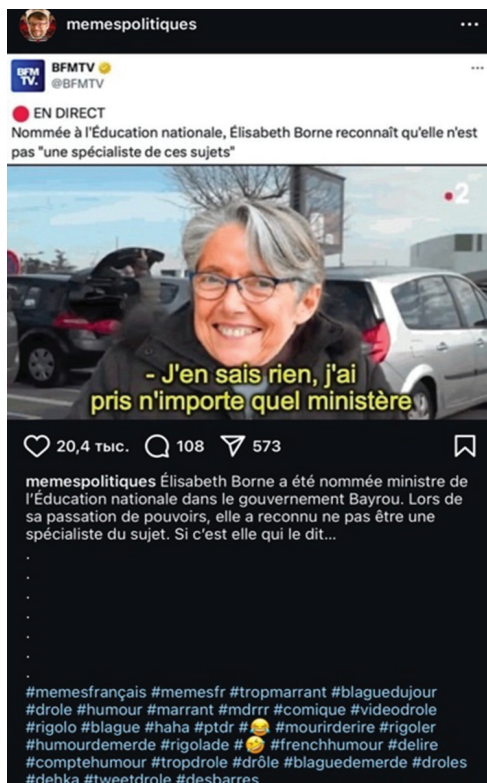 memespolitiques
BFM
TV.
BFMTV
@BFMTV
EN DIRECT
Nommée à l'Éducation nationale, Élisabeth Borne reconnaît qu'elle n'est
pas "une spécialiste de ces sujets"
2
- J'en sais rien, j'ai
pris n'importe quel ministère
20,4 тыс. 108 573
memespolitiques Élisabeth Borne a été nommée ministre de
l'Éducation nationale dans le gouvernement Bayrou. Lors de
sa passation de pouvoirs, elle a reconnu ne pas être une
spécialiste du sujet. Si c'est elle qui le dit...
.
.
.
.
.
.
.
#memesfrançais #memesfr #tropmarrant #blaguedujour
#drole #humour #marrant #mdrrr #comique #videodrole
#rigolo #blague #haha #ptdr #😂 #mourirderire #rigoler
#humourdemerde #rigolade #🤣 #frenchhumour #delire
#comptehumour #tropdrole #drôle #blaguedemerde #droles
#dehka #tweetdrole #desbarres